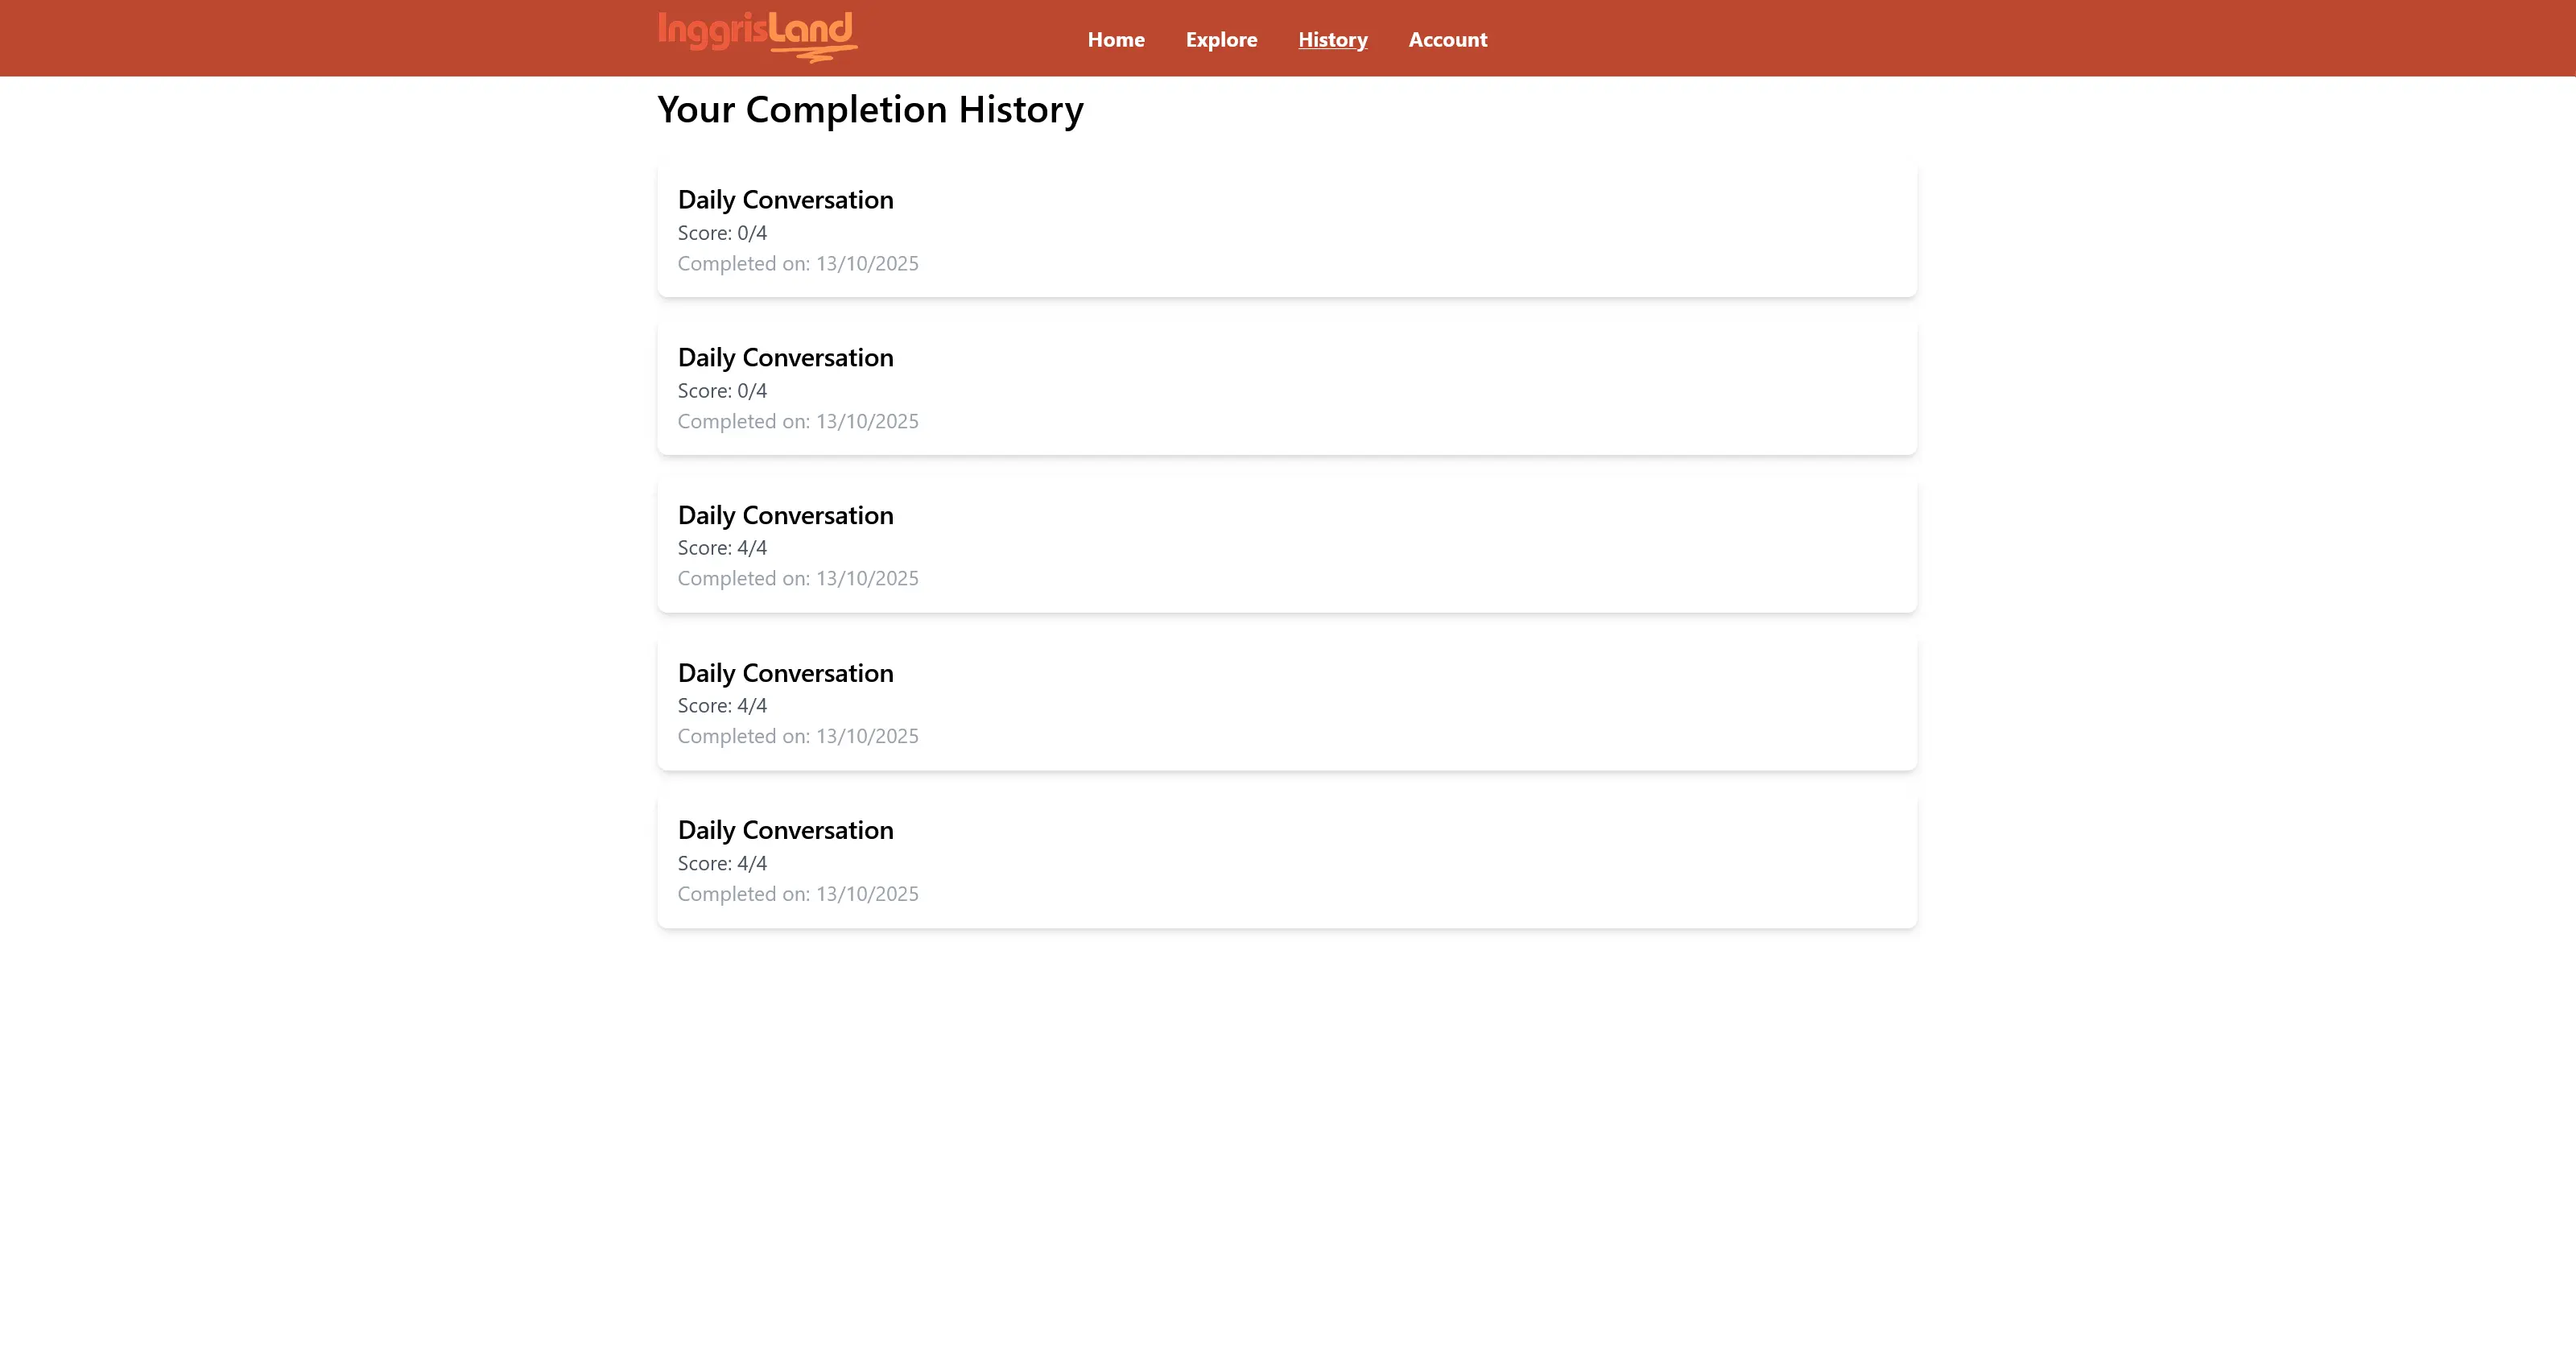 InggrisLand
Home Explore History Account
Your Completion History
Daily Conversation
Score: 0/4
Completed on: 13/10/2025
Daily Conversation
Score: 0/4
Completed on: 13/10/2025
Daily Conversation
Score: 4/4
Completed on: 13/10/2025
Daily Conversation
Score: 4/4
Completed on: 13/10/2025
Daily Conversation
Score: 4/4
Completed on: 13/10/2025